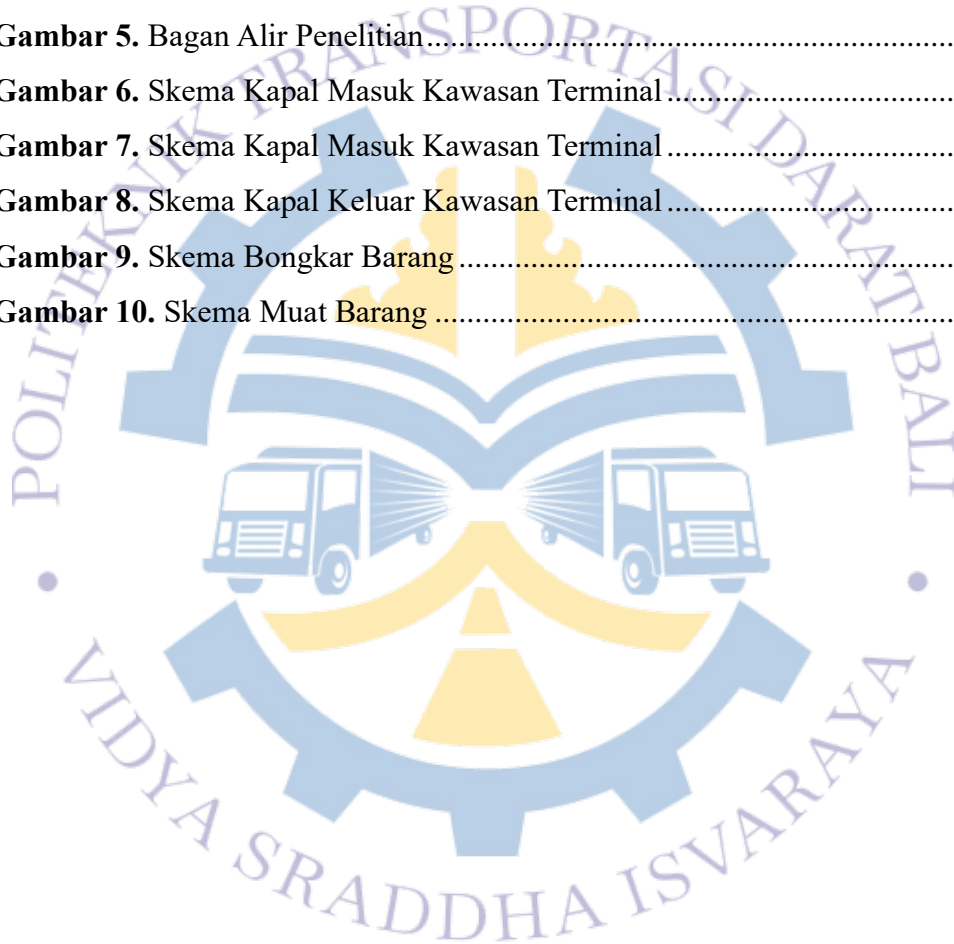 Gambar 5. Bagan Alir Penelitian
Gambar 6. Skema Kapal Masuk Kawasan Terminal
Gambar 7. Skema Kapal Masuk Kawasan Terminal
Gambar 8. Skema Kapal Keluar Kawasan Terminal
Gambar 9. Skema Bongkar Barang
Gambar 10. Skema Muat Barang
POLITEKNIK TRANSPORTASI DARAT BALI
VIDYA SRADDHA ISVARAYA